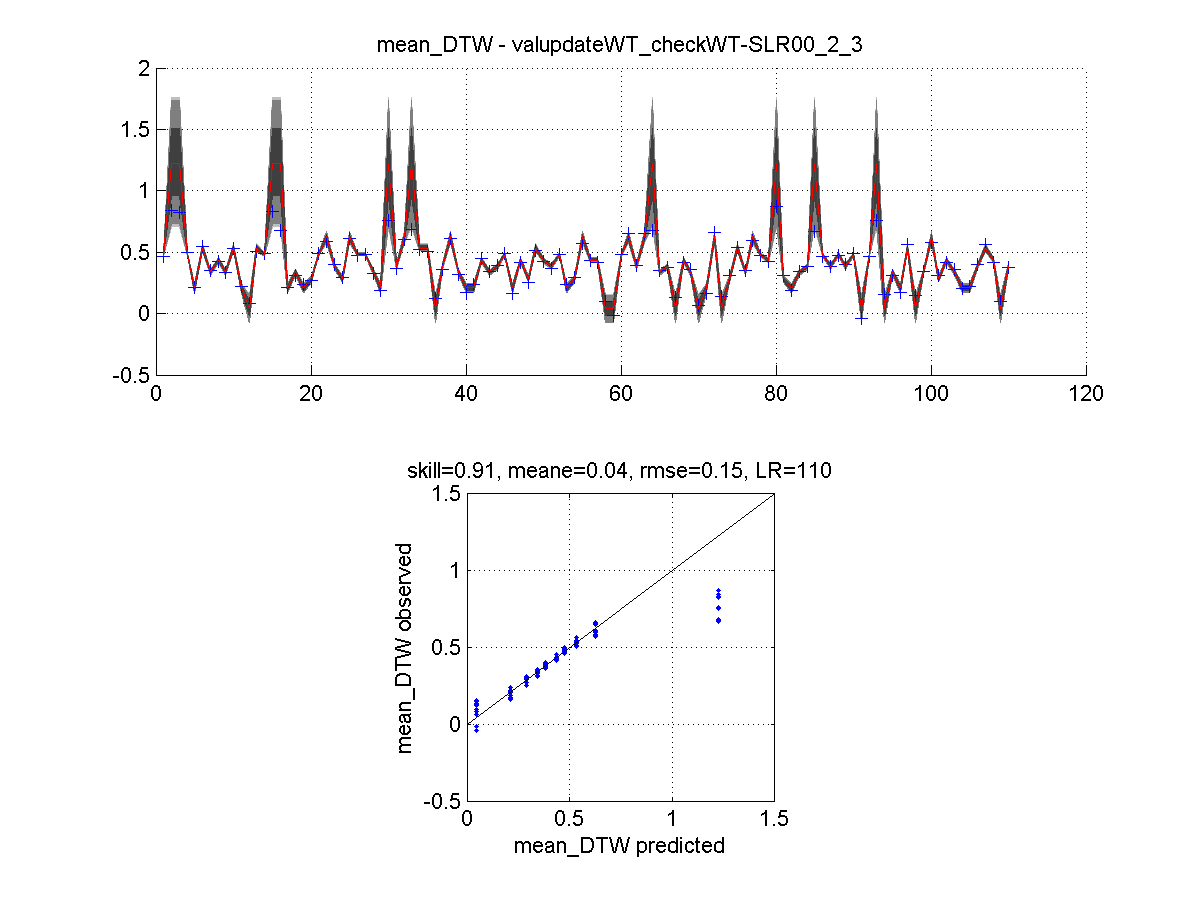 mean_DTW - valupdateWT_checkWT-SLR00_2_3
2
1.5
1
0.5
0
-0.5
0 20 40 60 80 100 120
skill=0.91, meane=0.04, rmse=0.15, LR=110
1.5
1
0.5
0
-0.5
mean_DTW observed
0 0.5 1 1.5
mean_DTW predicted